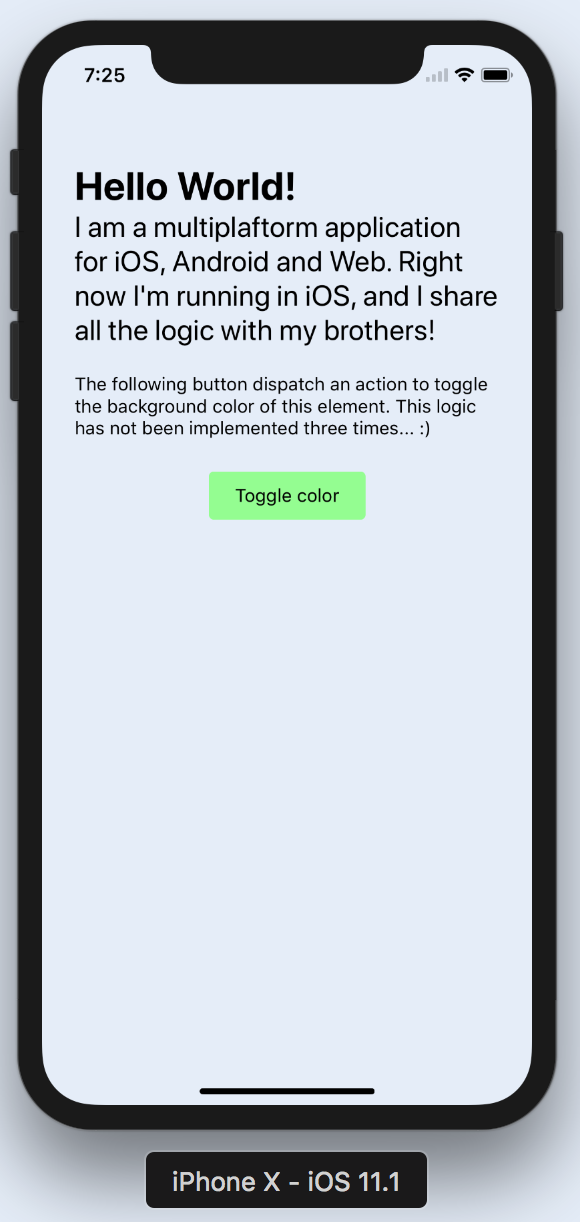 7:25
Hello World!
I am a multiplaftorm application
for iOS, Android and Web. Right
now I'm running in iOS, and I share
all the logic with my brothers!
The following button dispatch an action to toggle
the background color of this element. This logic
has not been implemented three times... :)
Toggle color
iPhone X - iOS 11.1